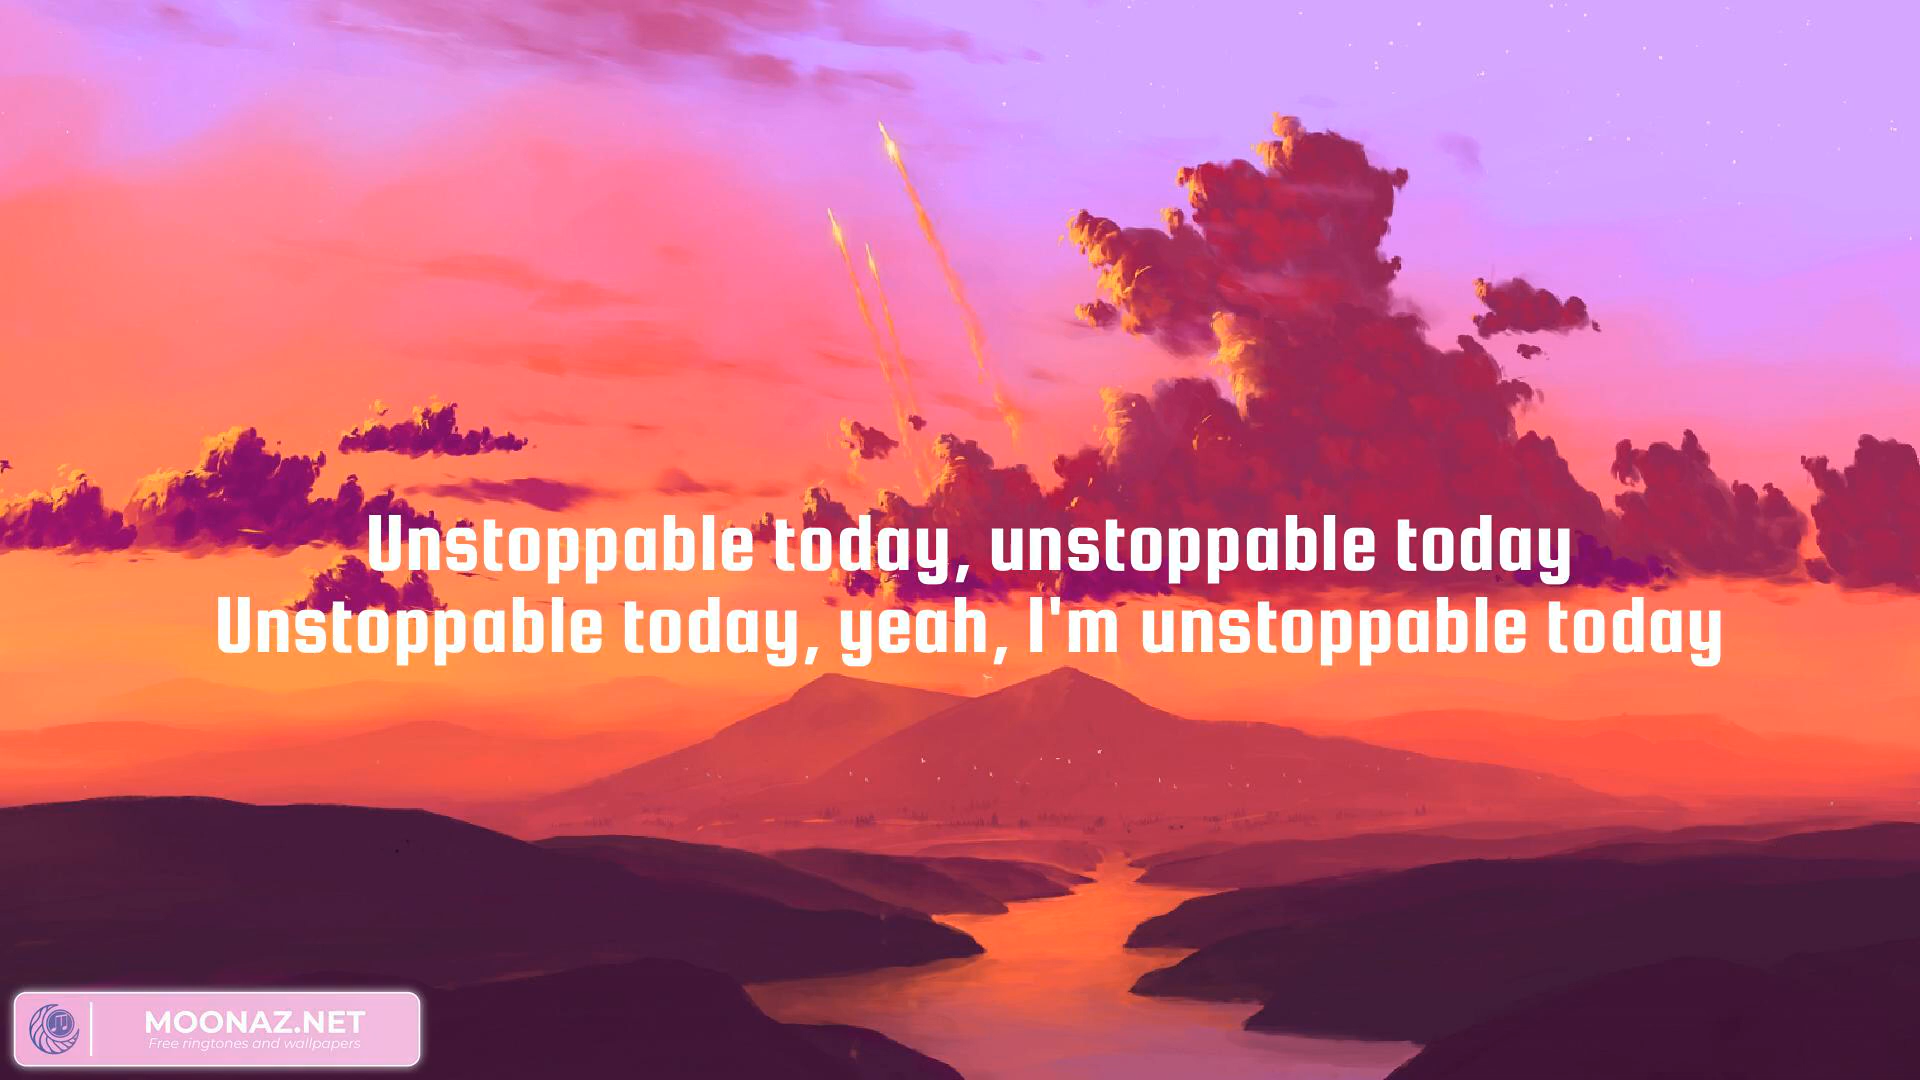 Unstoppable today, unstoppable today
Unstoppable today, yeah, I'm unstoppable today
MOONAZ.NET
Free ringtones and wallpapers